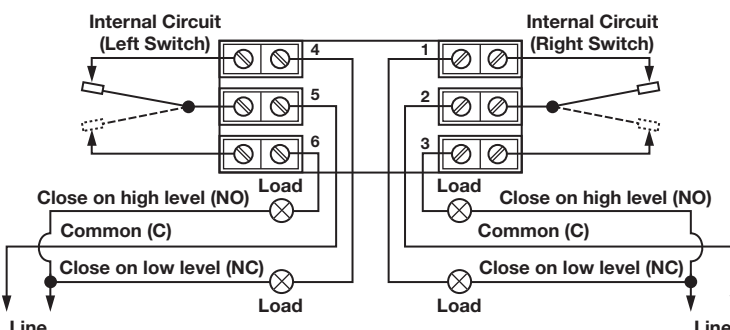 Internal Circuit
(Left Switch)
Internal Circuit
(Right Switch)
4
1
5
2
6
3
Load
Load
Close on high level (NO)
Close on high level (NO)
Common (C)
Common (C)
Close on low level (NC)
Close on low level (NC)
Load
Load
Line
Line